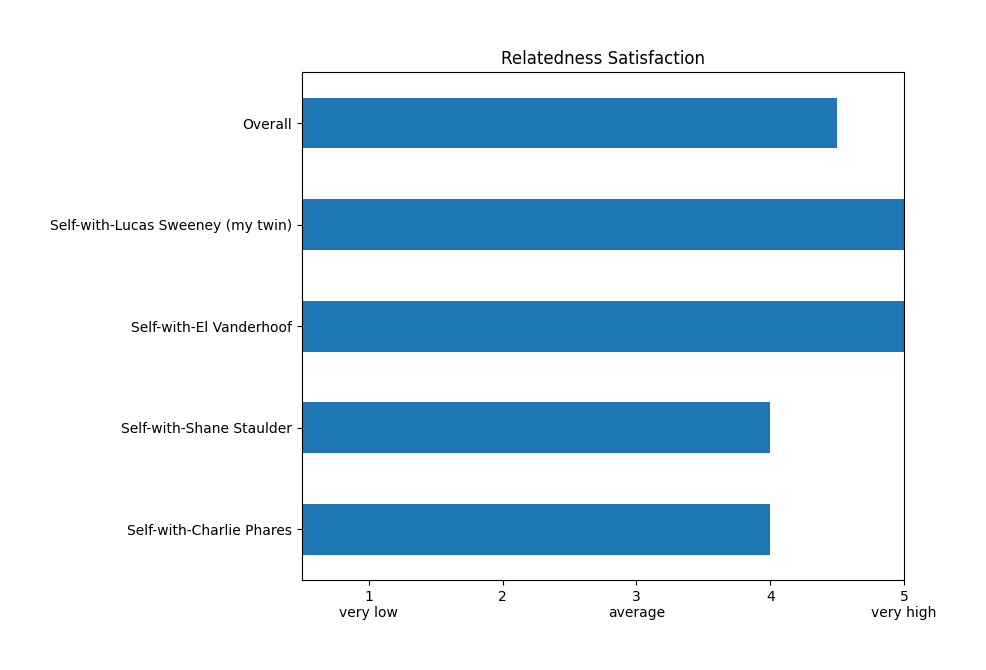 Relatedness Satisfaction
Overall
Self-with-Lucas Sweeney (my twin)
Self-with-El Vanderhoof
Self-with-Shane Staulder
Self-with-Charlie Phares
1 2 3 4 5
very low average very high